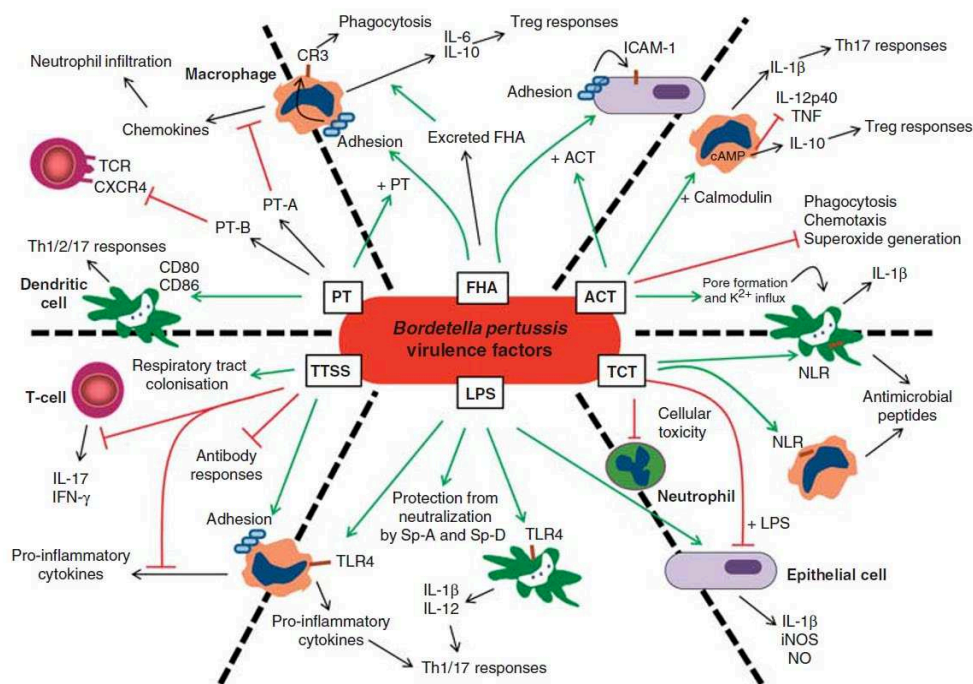 Phagocytosis
CR3
IL-6
IL-10
Treg responses
Neutrophil infiltration
Macrophage
Chemokines
Adhesion
TCR
CXCR4
PT-A
PT-B
+ PT
Excreted FHA
Th1/2/17 responses
CD80
CD86
Dendritic
cell
PT
ICAM-1
Adhesion
+ ACT
FHA
Th17 responses
IL-1β
IL-12p40
TNF
cAMP
IL-10
Treg responses
+ Calmodulin
Phagocytosis
Chemotaxis
Superoxide generation
ACT
Pore formation
and K2+ influx
IL-1β
NLR
Bordetella pertussis
virulence factors
Respiratory tract
colonisation
TTSS
T-cell
IL-17
IFN-γ
Antibody
responses
Adhesion
Pro-inflammatory
cytokines
TLR4
Pro-inflammatory
cytokines
LPS
Protection from
neutralization
by Sp-A and Sp-D
TLR4
IL-1β
IL-12
Th1/17 responses
TCT
Cellular
toxicity
Neutrophil
NLR
Antimicrobial
peptides
+ LPS
Epithelial cell
IL-1β
iNOS
NO